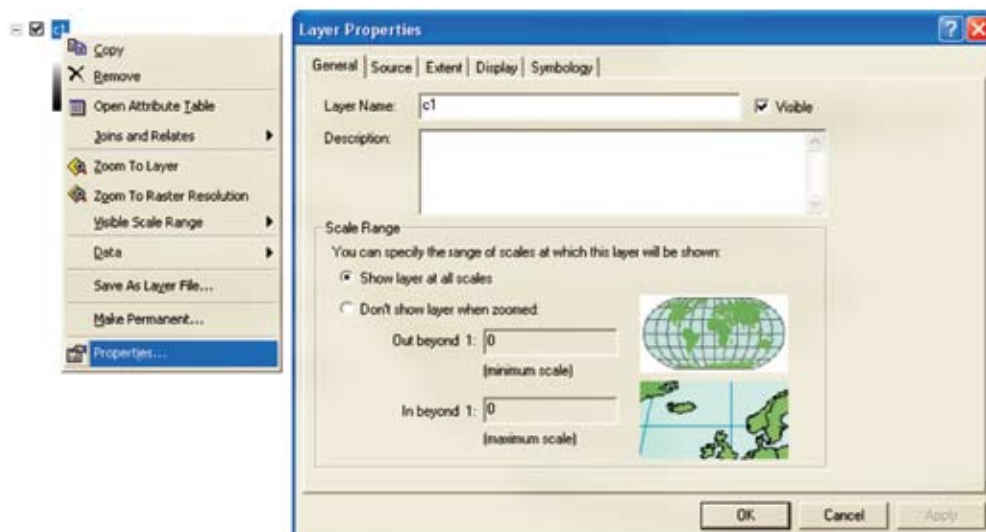 c1
Copy
Remove
Open Attribute Table
Joins and Relates
Zoom To Layer
Zoom To Raster Resolution
Visible Scale Range
Data
Save As Layer File...
Make Permanent...
Properties...
Layer Properties
General Source Extent Display Symbology
Layer Name: c1 Visible
Description:
Scale Range
You can specify the range of scales at which this layer will be shown:
Show layer at all scales
Don't show layer when zoomed:
Out beyond 1: 0
(minimum scale)
In beyond 1: 0
(maximum scale)
OK Cancel Apply